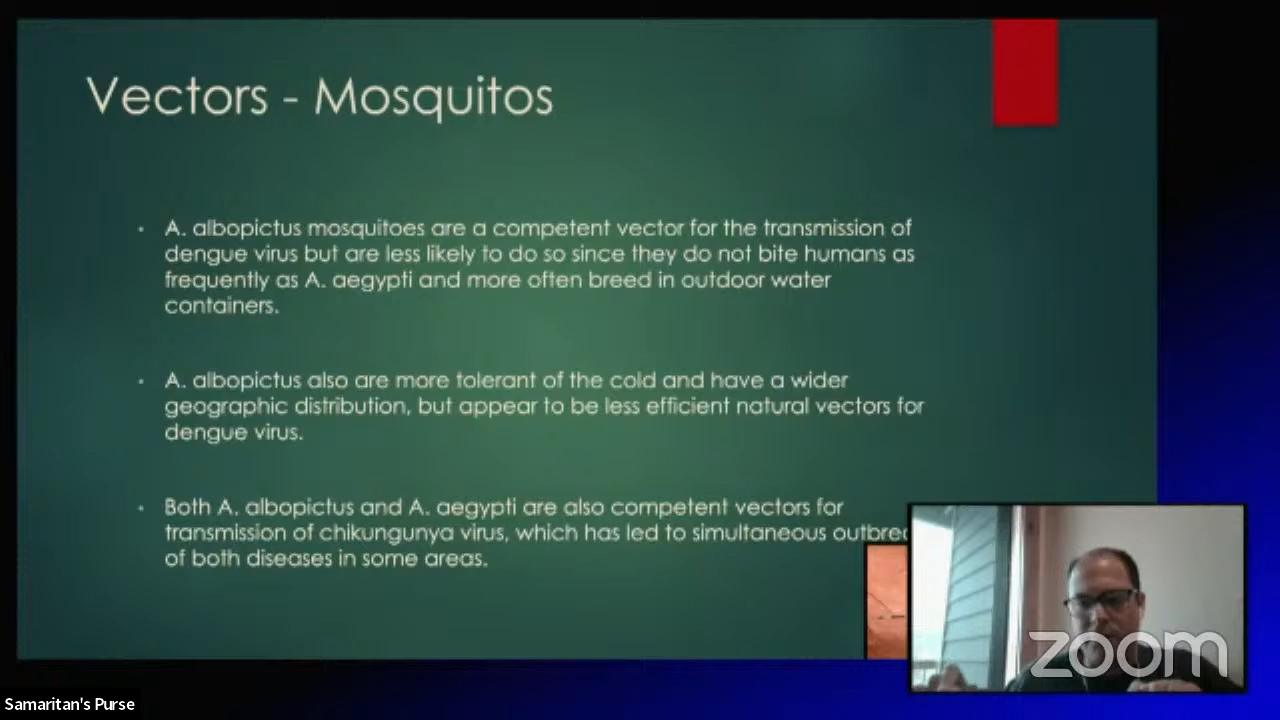 Vectors - Mosquitos
• A. albopictus mosquitoes are a competent vector for the transmission of
dengue virus but are less likely to do so since they do not bite humans as
frequently as A. aegypti and more often breed in outdoor water
containers.
• A. albopictus also are more tolerant of the cold and have a wider
geographic distribution, but appear to be less efficient natural vectors for
dengue virus.
• Both A. albopictus and A. aegypti are also competent vectors for
transmission of chikungunya virus, which has led to simultaneous
of both diseases in some areas.
zoom
Samaritan's Purse